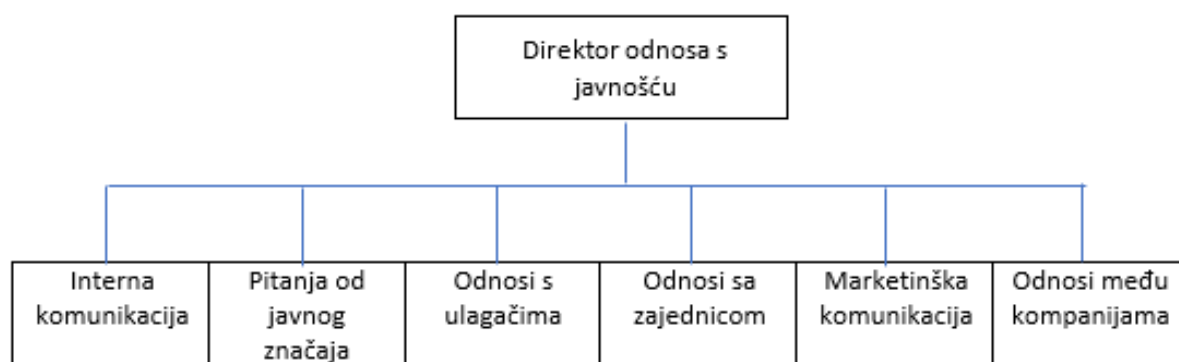 Direktor odnosa s
javnošću
Interna
komunikacija
Pitanja od
javnog
značaja
Odnosi s
ulagačima
Odnosi sa
zajednicom
Marketinška
komunikacija
Odnosi među
kompanijama